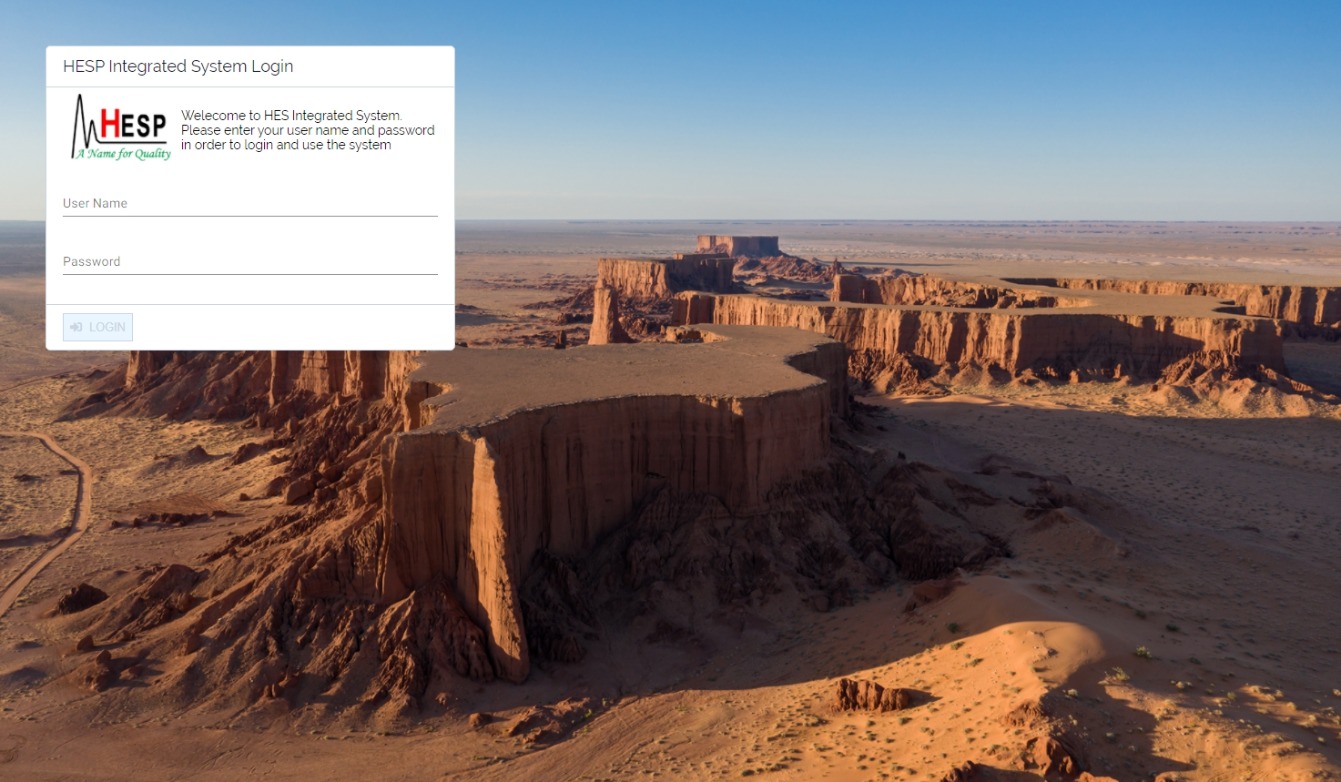 HESP Integrated System Login
HESP
A Name for Quality
Welcome to HES Integrated System.
Please enter your user name and password
in order to login and use the system
User Name
Password
LOGIN